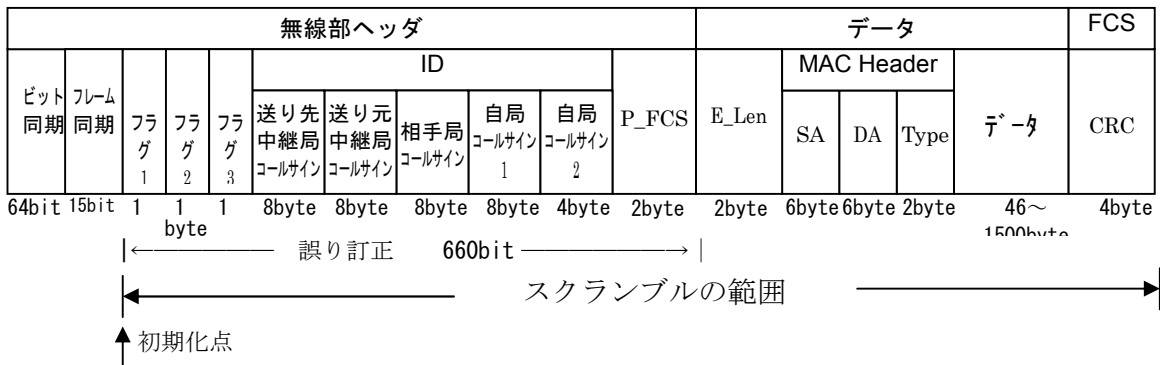 無線部ヘッダ データ FCS
ID MAC Header
ビット同期 フレーム同期 フラグ1 フラグ2 フラグ3 送り先中継局コールサイン 送り元中継局コールサイン 相手局コールサイン 自局コールサイン1 自局コールサイン2 P_FCS E_Len SA DA Type データ CRC
64bit 15bit 1 1 1 8byte 8byte 8byte 8byte 4byte 2byte 2byte 6byte 6byte 2byte 46～ 4byte
byte 1500byte
誤り訂正 660bit
スクランブルの範囲
初期化点